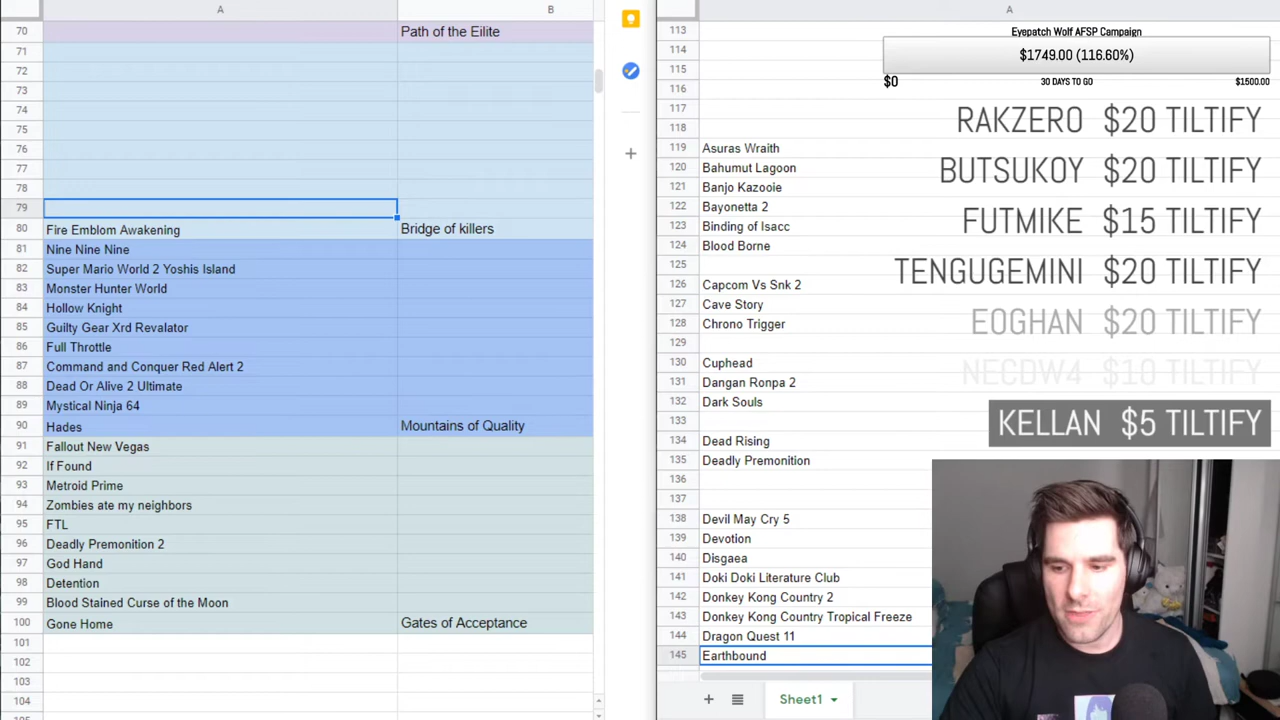 A
B
70 Path of the Eilite
71
72
73
74
75
76
77
78
79
80 Fire Emblom Awakening Bridge of killers
81 Nine Nine Nine
82 Super Mario World 2 Yoshis Island
83 Monster Hunter World
84 Hollow Knight
85 Guilty Gear Xrd Revalator
86 Full Throttle
87 Command and Conquer Red Alert 2
88 Dead Or Alive 2 Ultimate
89 Mystical Ninja 64
90 Hades Mountains of Quality
91 Fallout New Vegas
92 If Found
93 Metroid Prime
94 Zombies ate my neighbors
95 FTL
96 Deadly Premonition 2
97 God Hand
98 Detention
99 Blood Stained Curse of the Moon
100 Gone Home Gates of Acceptance
101
102
103
104
A
113
114
115
116
117
118
119 Asuras Wraith
120 Bahumut Lagoon
121 Banjo Kazooie
122 Bayonetta 2
123 Binding of Isacc
124 Blood Borne
125
126 Capcom Vs Snk 2
127 Cave Story
128 Chrono Trigger
129
130 Cuphead
131 Dangan Ronpa 2
132 Dark Souls
133
134 Dead Rising
135 Deadly Premonition
136
137
138 Devil May Cry 5
139 Devotion
140 Disgaea
141 Doki Doki Literature Club
142 Donkey Kong Country 2
143 Donkey Kong Country Tropical Freeze
144 Dragon Quest 11
145 Earthbound
Sheet1
Eyepatch Wolf AFSP Campaign
$1749.00 (116.60%)
$0 30 DAYS TO GO $1500.00
RAKZERO $20 TILTIFY
BUTSUKOY $20 TILTIFY
FUTMIKE $15 TILTIFY
TENGUGEMINI $20 TILTIFY
EOGHAN $20 TILTIFY
NECDW4 $10 TILTIFY
KELLAN $5 TILTIFY